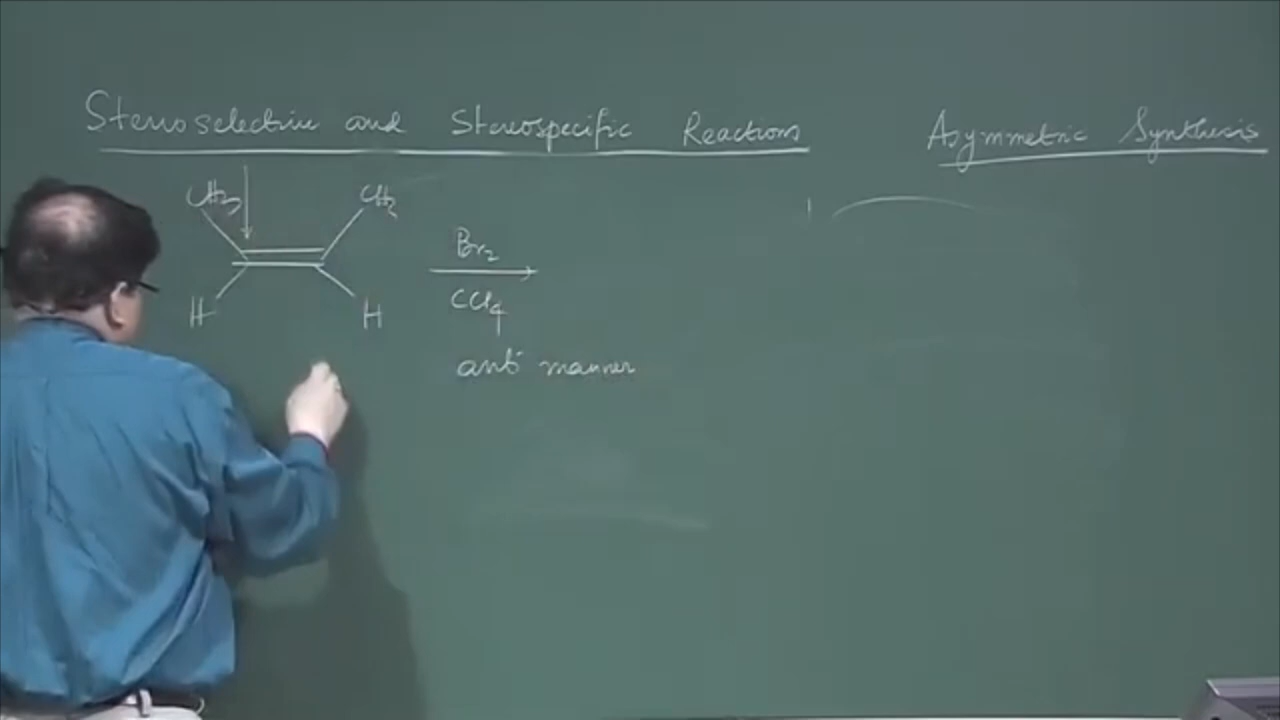 Stereoselective and Stereospecific Reactions
Asymmetric Synthesis
CH3 CH3
Br2
H H
CCl4
anti manner